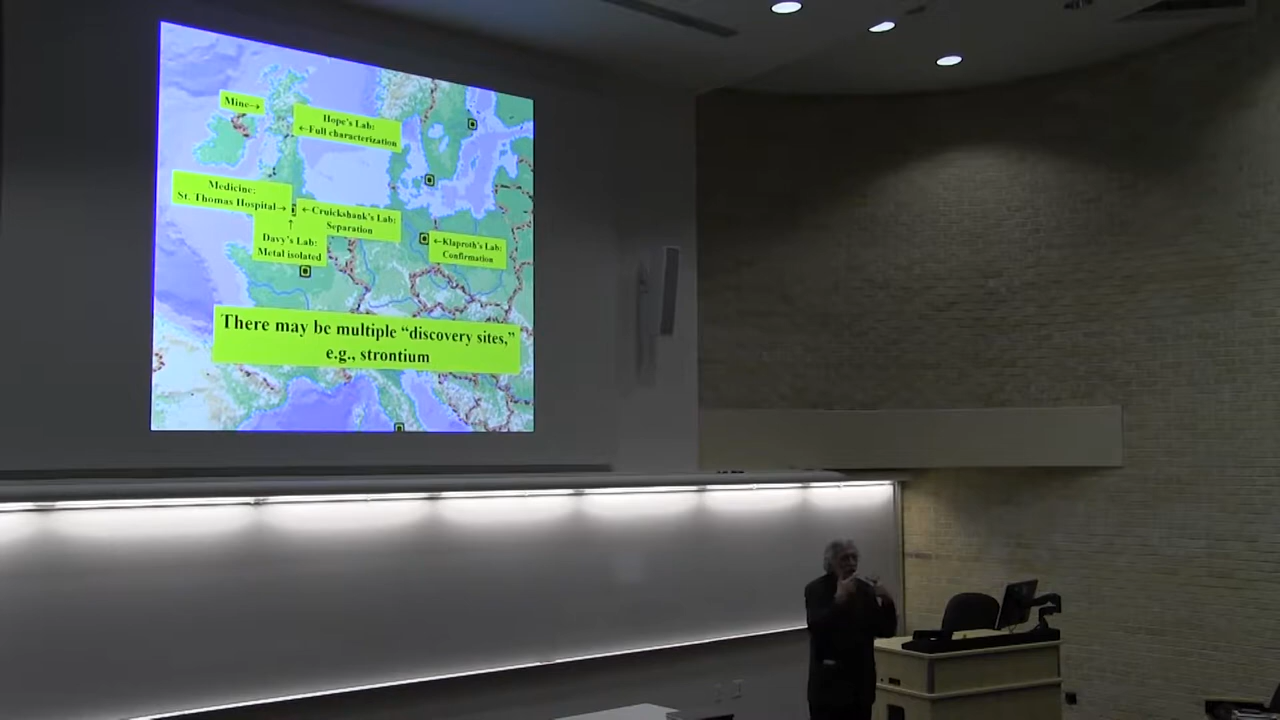 Mine→
Hope's Lab:
←Full characterization
Medicine:
St. Thomas Hospital→
←Cruickshank's Lab:
Separation
↑
Davy's Lab:
Metal isolated
←Klaproth's Lab:
Confirmation
There may be multiple “discovery sites,”
e.g., strontium